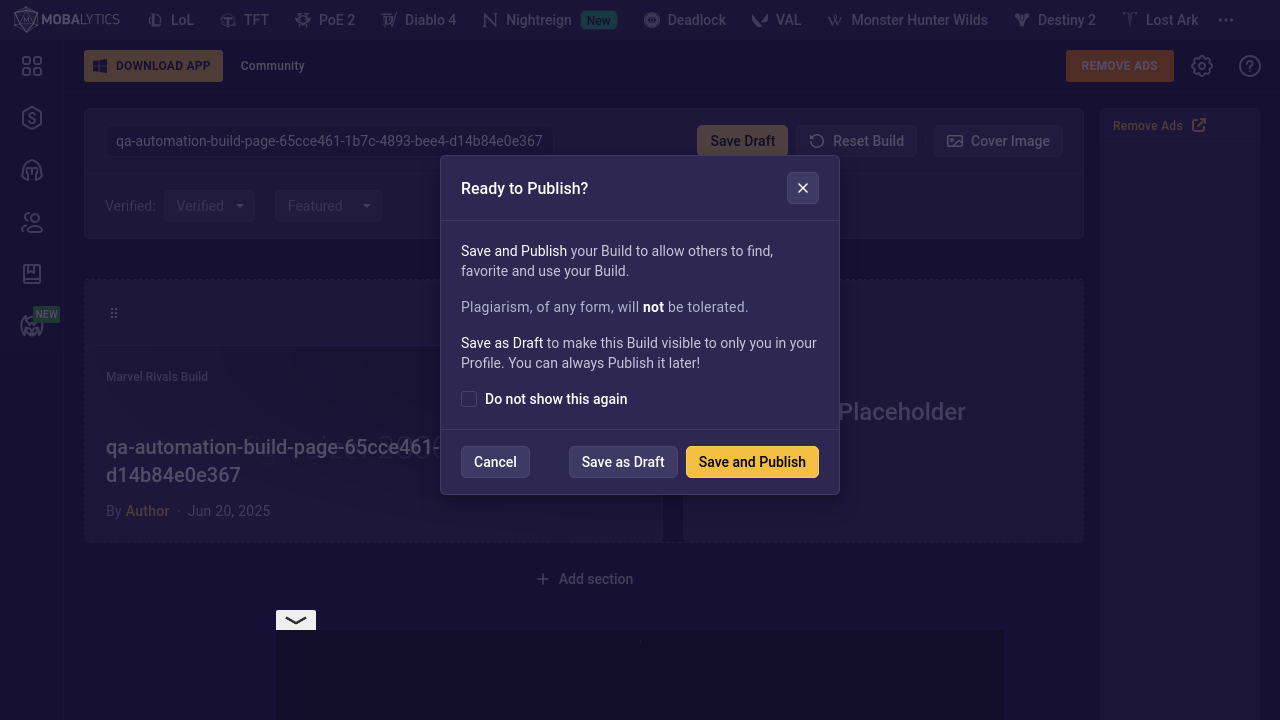 MOBALYTICS LoL TFT PoE 2 Diablo 4 Nightreign New Deadlock VAL Monster Hunter Wilds Destiny 2 Lost Ark
DOWNLOAD APP Community REMOVE ADS
qa-automation-build-page-65cce461-1b7c-4893-bee4-d14b84e0e367 Save Draft Reset Build Cover Image
Remove Ads
Verified: Verified Featured
Ready to Publish?
Save and Publish your Build to allow others to find,
favorite and use your Build.
Plagiarism, of any form, will not be tolerated.
Save as Draft to make this Build visible to only you in your
Profile. You can always Publish it later!
Do not show this again
Cancel Save as Draft Save and Publish
NEW
Marvel Rivals Build
qa-automation-build-page-65cce461-
d14b84e0e367
By Author · Jun 20, 2025
Placeholder
Add section